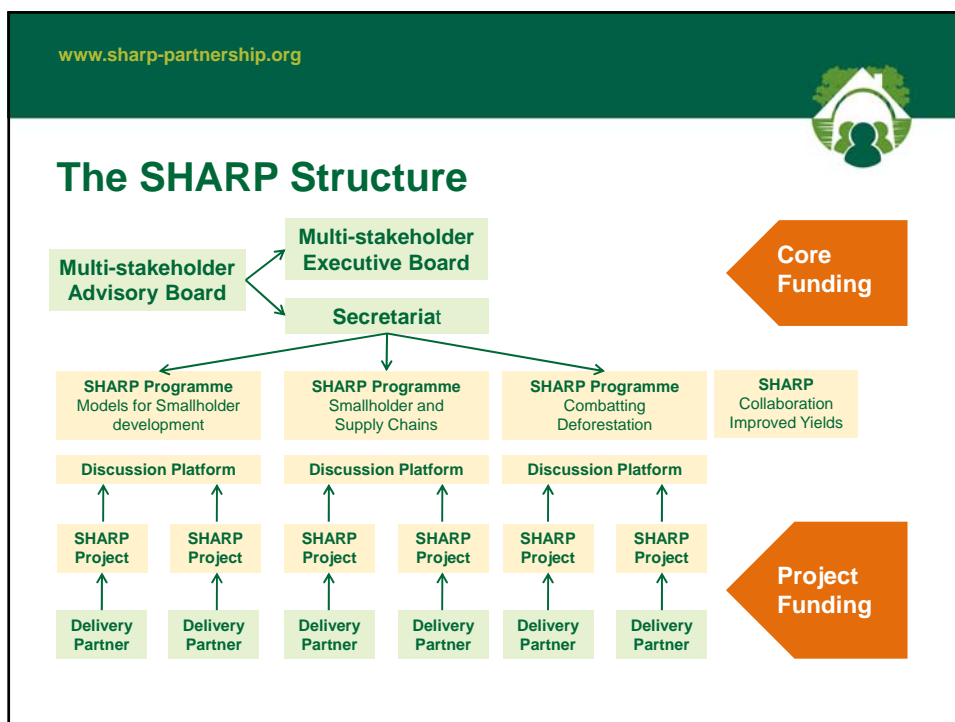 www.sharp-partnership.org
The SHARP Structure
Multi-stakeholder
Executive Board
Multi-stakeholder
Advisory Board
Secretariat
Core
Funding
SHARP Programme
Models for Smallholder
development
SHARP Programme
Smallholder and
Supply Chains
SHARP Programme
Combatting
Deforestation
SHARP
Collaboration
Improved Yields
Discussion Platform
Discussion Platform
Discussion Platform
SHARP
Project
SHARP
Project
SHARP
Project
SHARP
Project
SHARP
Project
SHARP
Project
Project
Funding
Delivery
Partner
Delivery
Partner
Delivery
Partner
Delivery
Partner
Delivery
Partner
Delivery
Partner